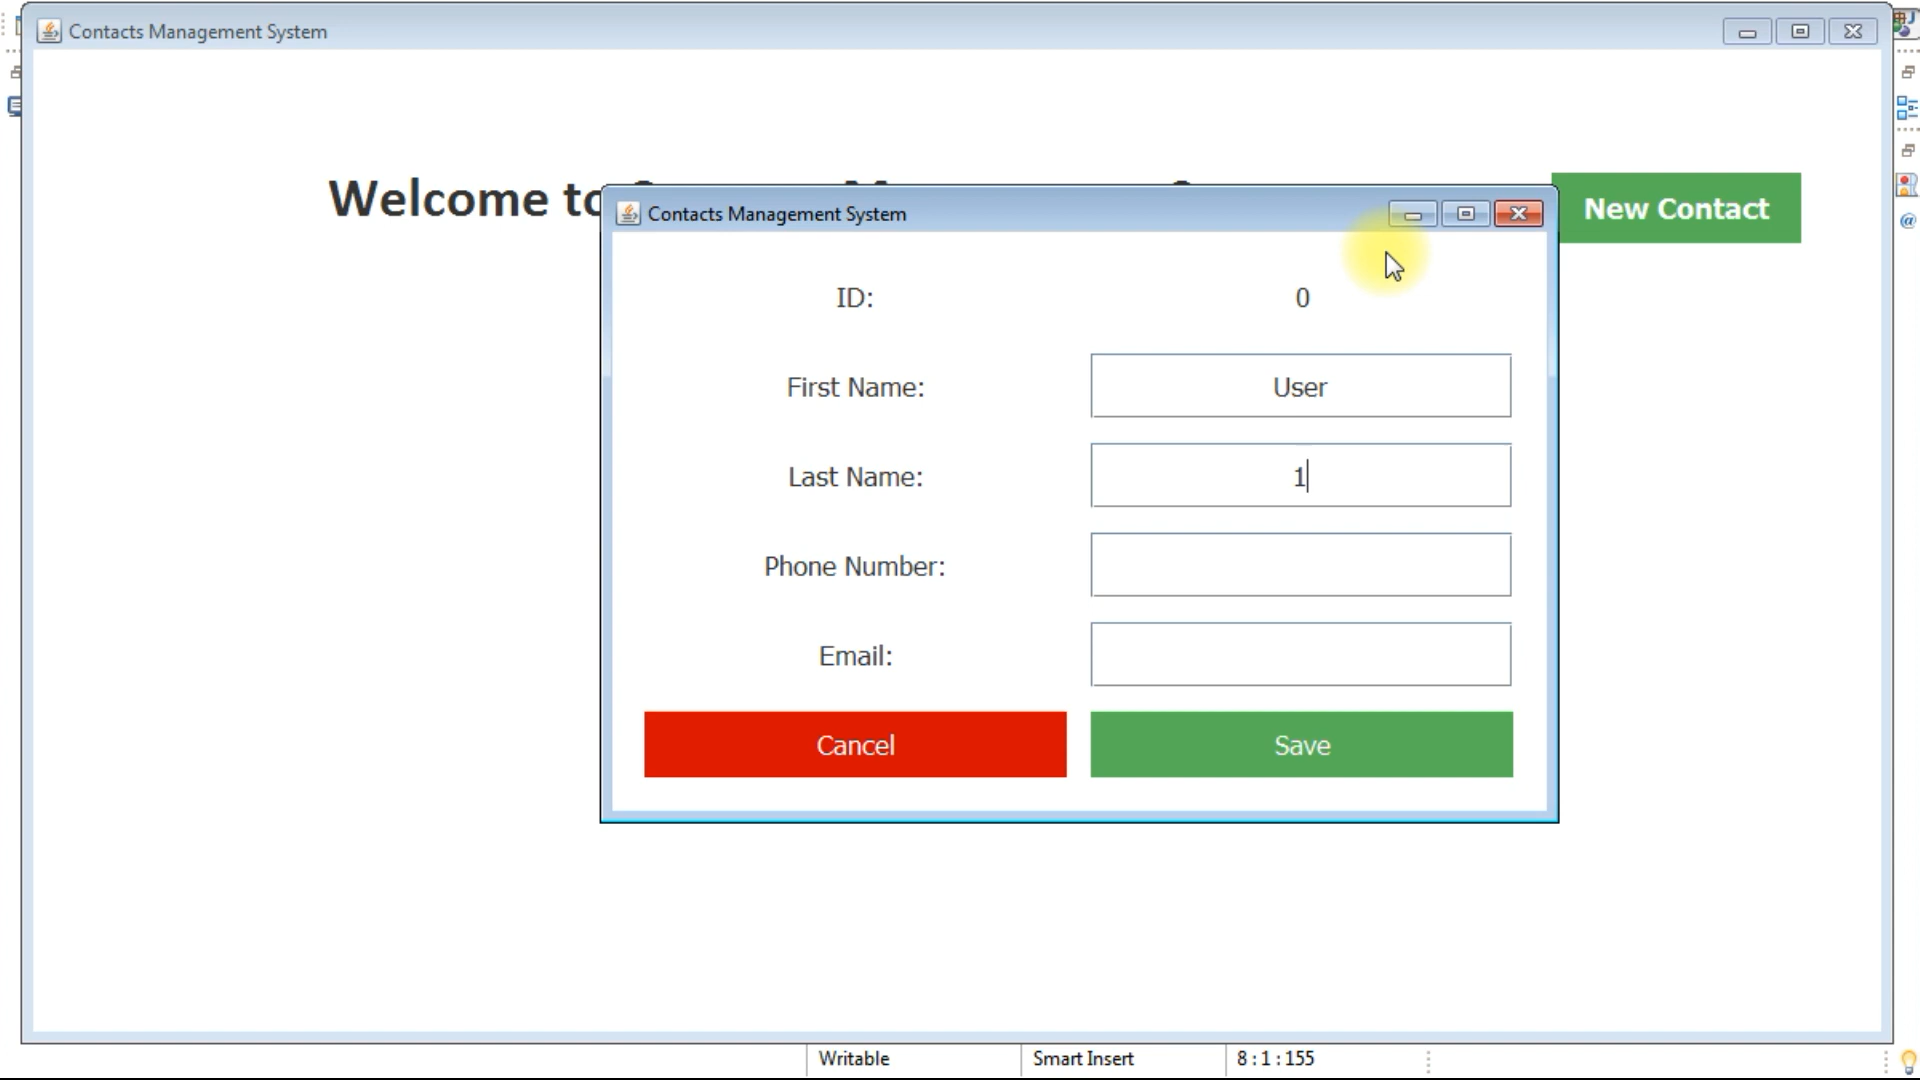 Contacts Management System
Welcome to
New Contact
Contacts Management System
ID:
0
First Name:
User
Last Name:
1
Phone Number:
Email:
Cancel
Save
Writable
Smart Insert
8 : 1 : 155